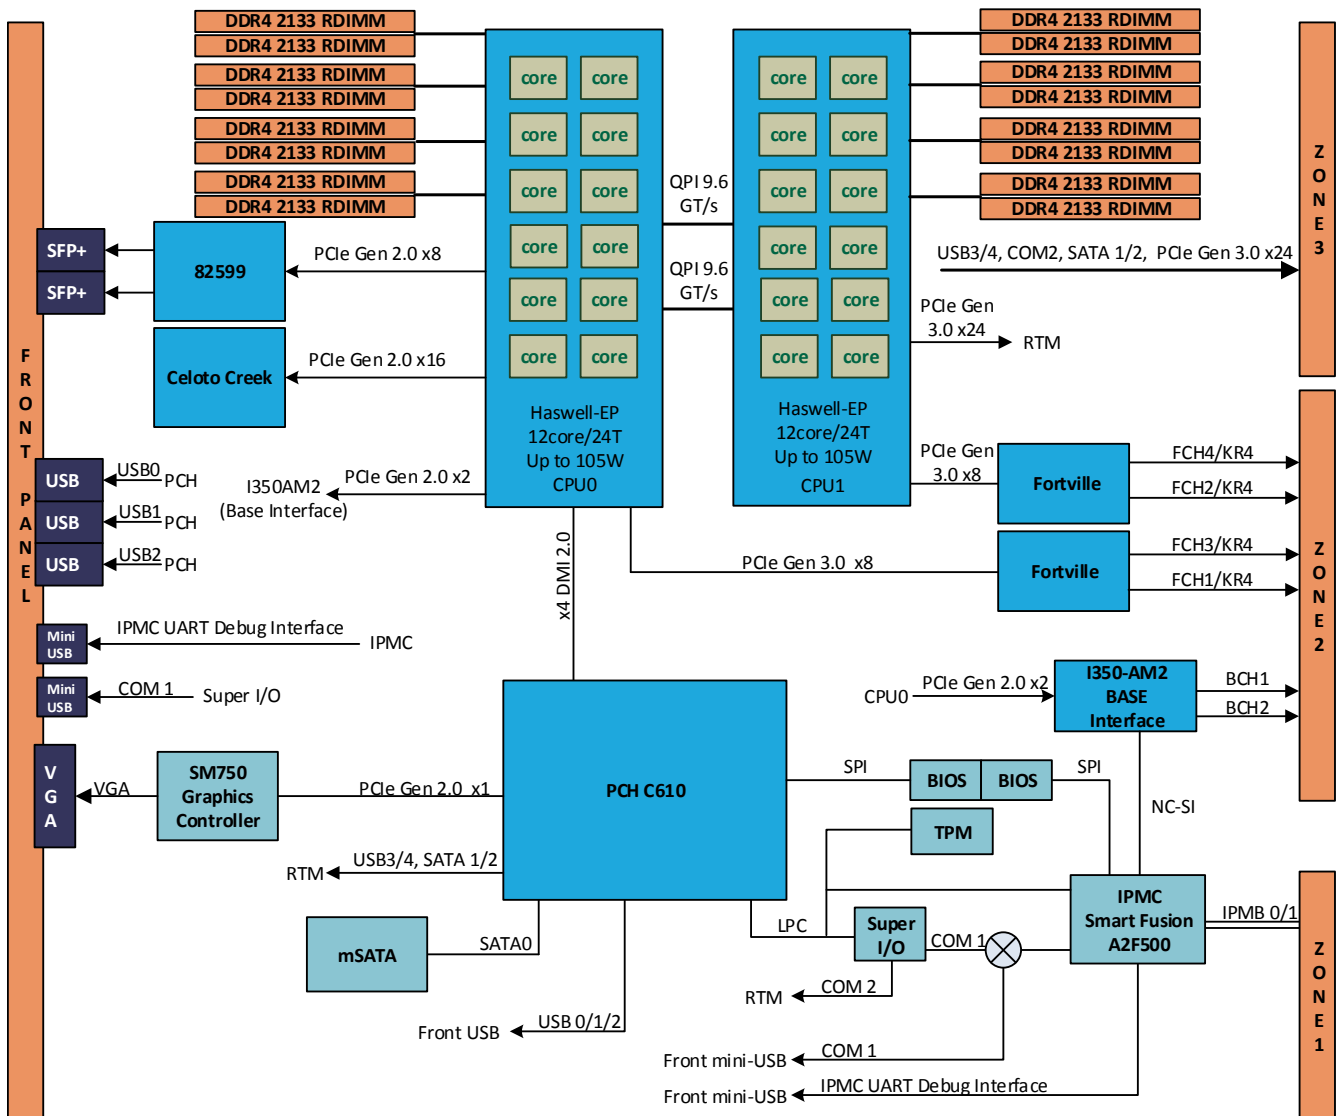 DDR4 2133 RDIMM
DDR4 2133 RDIMM
DDR4 2133 RDIMM
DDR4 2133 RDIMM
DDR4 2133 RDIMM
DDR4 2133 RDIMM
DDR4 2133 RDIMM
DDR4 2133 RDIMM
core core
core core
core core
core core
core core
core core
Haswell-EP
12core/24T
Up to 105W
CPU0
QPI 9.6
GT/s
QPI 9.6
GT/s
core core
core core
core core
core core
core core
core core
Haswell-EP
12core/24T
Up to 105W
CPU1
DDR4 2133 RDIMM
DDR4 2133 RDIMM
DDR4 2133 RDIMM
DDR4 2133 RDIMM
DDR4 2133 RDIMM
DDR4 2133 RDIMM
DDR4 2133 RDIMM
DDR4 2133 RDIMM
FRONT PANEL
ZONE3
ZONE2
ZONE1
SFP+
SFP+
82599
PCIe Gen 2.0 x8
Celoto Creek
PCIe Gen 2.0 x16
USB3/4, COM2, SATA 1/2, PCIe Gen 3.0 x24
PCIe Gen
3.0 x24
RTM
USB
USB0
PCH
USB
USB1
PCH
USB
USB2
PCH
I350AM2
(Base Interface)
PCIe Gen 2.0 x2
PCIe Gen
3.0 x8
Fortville
FCH4/KR4
FCH2/KR4
x4 DMI 2.0
PCIe Gen 3.0 x8
Fortville
FCH3/KR4
FCH1/KR4
Mini
USB
IPMC UART Debug Interface
IPMC
Mini
USB
COM 1
Super I/O
CPU0
PCIe Gen 2.0 x2
I350-AM2
BASE
Interface
BCH1
BCH2
VGA
VGA
SM750
Graphics
Controller
PCIe Gen 2.0 x1
PCH C610
SPI
BIOS
BIOS
SPI
NC-SI
TPM
RTM
USB3/4, SATA 1/2
mSATA
SATA0
LPC
Super
I/O
COM 1
IPMC
Smart Fusion
A2F500
IPMB 0/1
RTM
COM 2
Front USB
USB 0/1/2
Front mini-USB
COM 1
Front mini-USB
IPMC UART Debug Interface